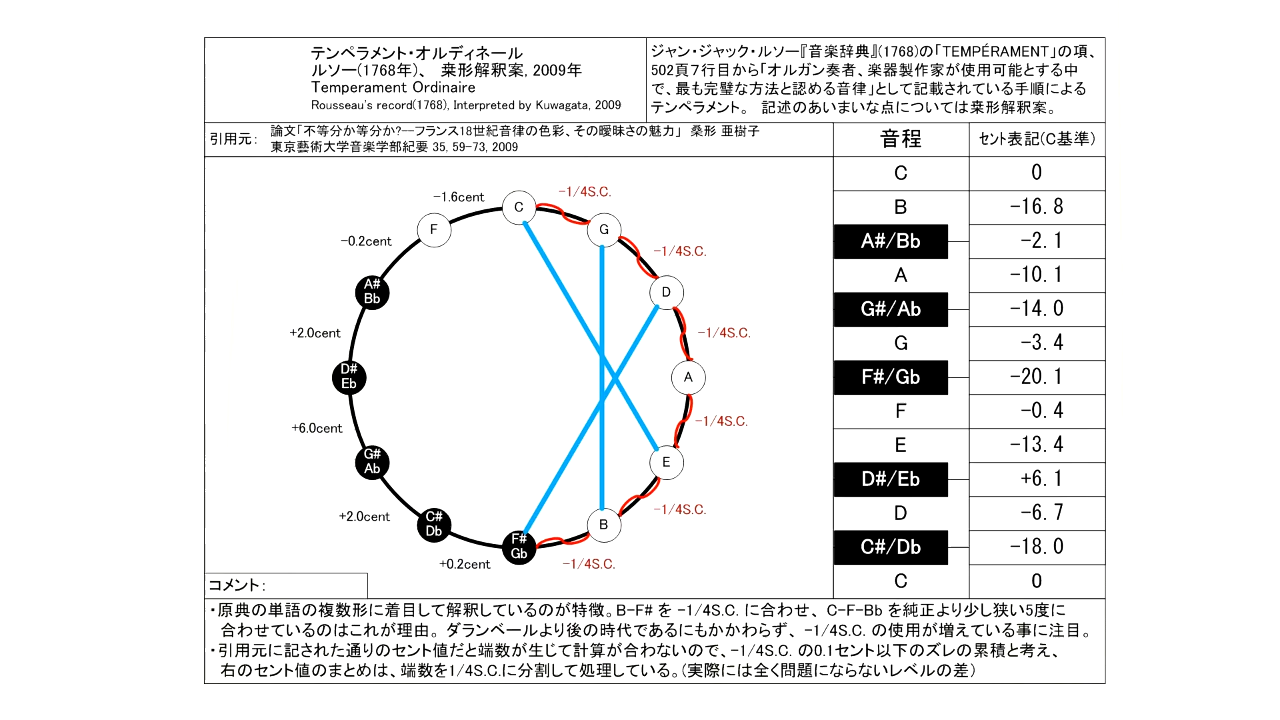 テンペラメント・オルディネール
ルソー(1768年)、 桒形解釈案, 2009年
Temperament Ordinaire
Rousseau's record(1768), Interpreted by Kuwagata, 2009
ジャン・ジャック・ルソー『音楽辞典』(1768)の「TEMPÉRAMENT」の項、
502頁7行目から「オルガン奏者、楽器製作家が使用可能とする中
で、最も完璧な方法と認める音律」として記載されている手順による
テンペラメント。 記述のあいまいな点については桒形解釈案。
引用元:
論文「不等分か等分か?--フランス18世紀音律の色彩、その曖昧さの魅力」 桑形 亜樹子
東京藝術大学音楽学部紀要 35, 59-73, 2009
音程
セント表記(C基準)
C 0
B -16.8
A#/Bb -2.1
A -10.1
G#/Ab -14.0
G -3.4
F#/Gb -20.1
F -0.4
E -13.4
D#/Eb +6.1
D -6.7
C#/Db -18.0
C 0
-1.6cent
C
-1/4S.C.
F
G
-0.2cent
-1/4S.C.
A#
Bb
D
+2.0cent
-1/4S.C.
D#
Eb
A
+6.0cent
-1/4S.C.
G#
Ab
E
+2.0cent
-1/4S.C.
C#
Db
B
F#
Gb
+0.2cent
-1/4S.C.
コメント:
・原典の単語の複数形に着目して解釈しているのが特徴。B-F# を -1/4S.C. に合わせ、 C-F-Bb を純正より少し狭い5度に
合わせているのはこれが理由。 ダランベールより後の時代であるにもかかわらず、 -1/4S.C. の使用が増えている事に注目。
・引用元に記された通りのセント値だと端数が生じて計算が合わないので、-1/4S.C. の0.1セント以下のズレの累積と考え、
右のセント値のまとめは、端数を1/4S.C.に分割して処理している。(実際には全く問題にならないレベルの差)